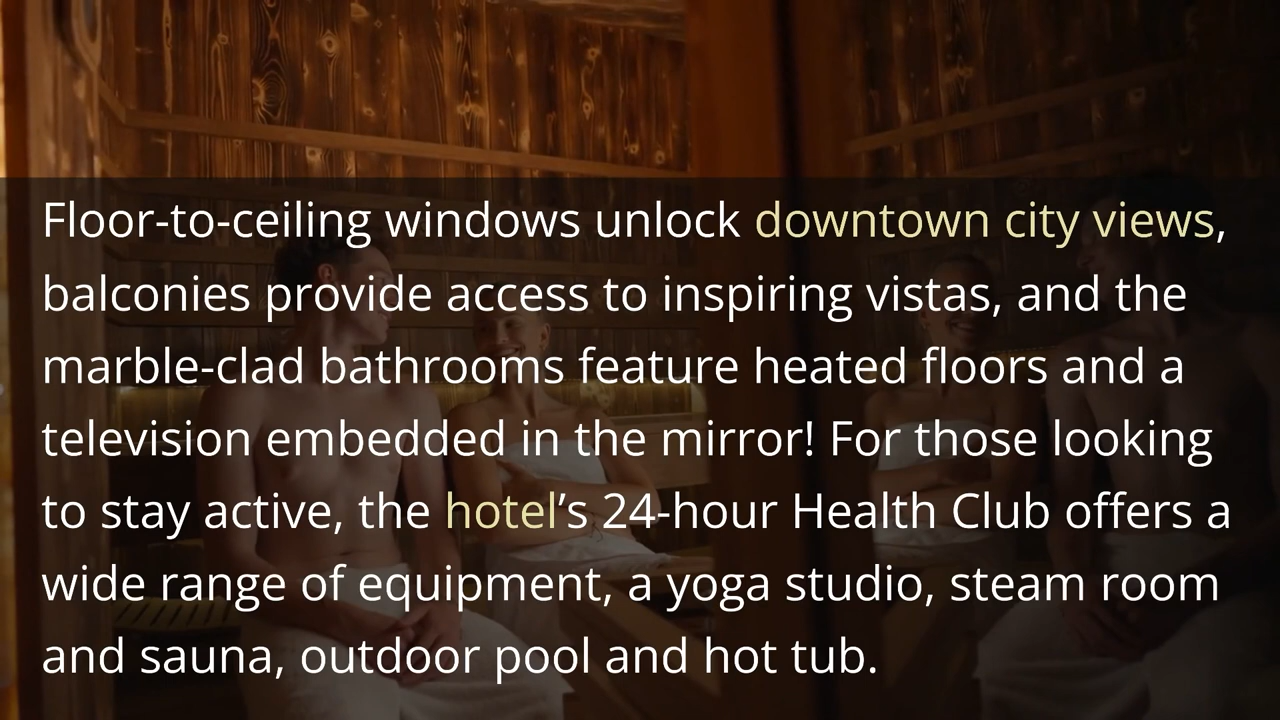 Floor-to-ceiling windows unlock downtown city views,
balconies provide access to inspiring vistas, and the
marble-clad bathrooms feature heated floors and a
television embedded in the mirror! For those looking
to stay active, the hotel’s 24-hour Health Club offers a
wide range of equipment, a yoga studio, steam room
and sauna, outdoor pool and hot tub.